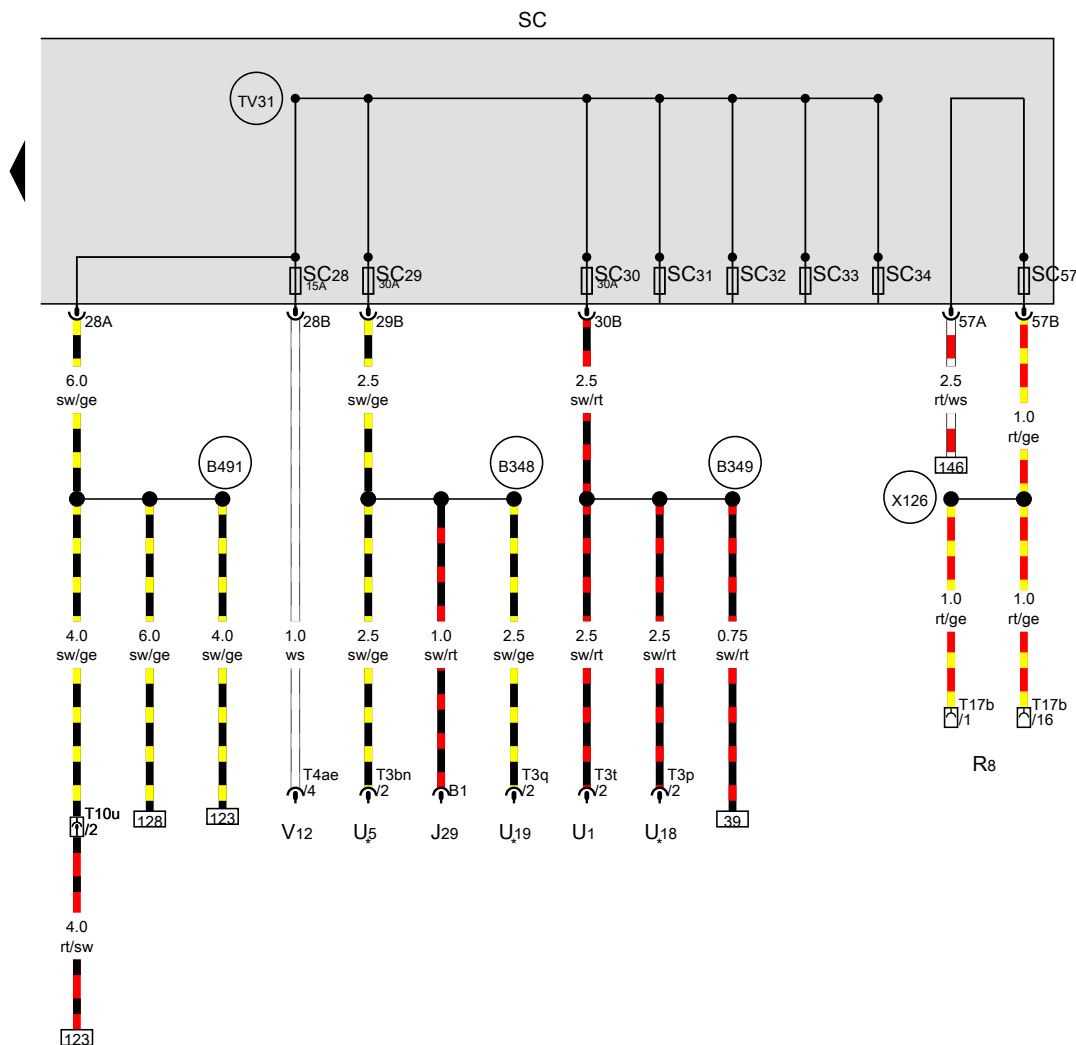 SC
TV31
SC28 SC29 SC30 SC31 SC32 SC33 SC34 SC57
15A 30A 30A
28A 28B 29B 30B 57A 57B
6.0 2.5 2.5 2.5
sw/ge sw/ge sw/rt rt/ws
1.0
rt/ge
B491 B348 B349
146
X126
1.0 1.0
rt/ge rt/ge
4.0 6.0 4.0 1.0 2.5 1.0 2.5 2.5 2.5 0.75
sw/ge sw/ge sw/ge ws sw/ge sw/rt sw/ge sw/rt sw/rt sw/rt
T17b T17b
/1 /16
R8
T4ae T3bn T3q T3t T3p
/4 /2 B1 /2 /2 /2
T10u
/2
128 123 39
V12 U5 J29 U19 U1 U18
* * *
4.0
rt/sw
123